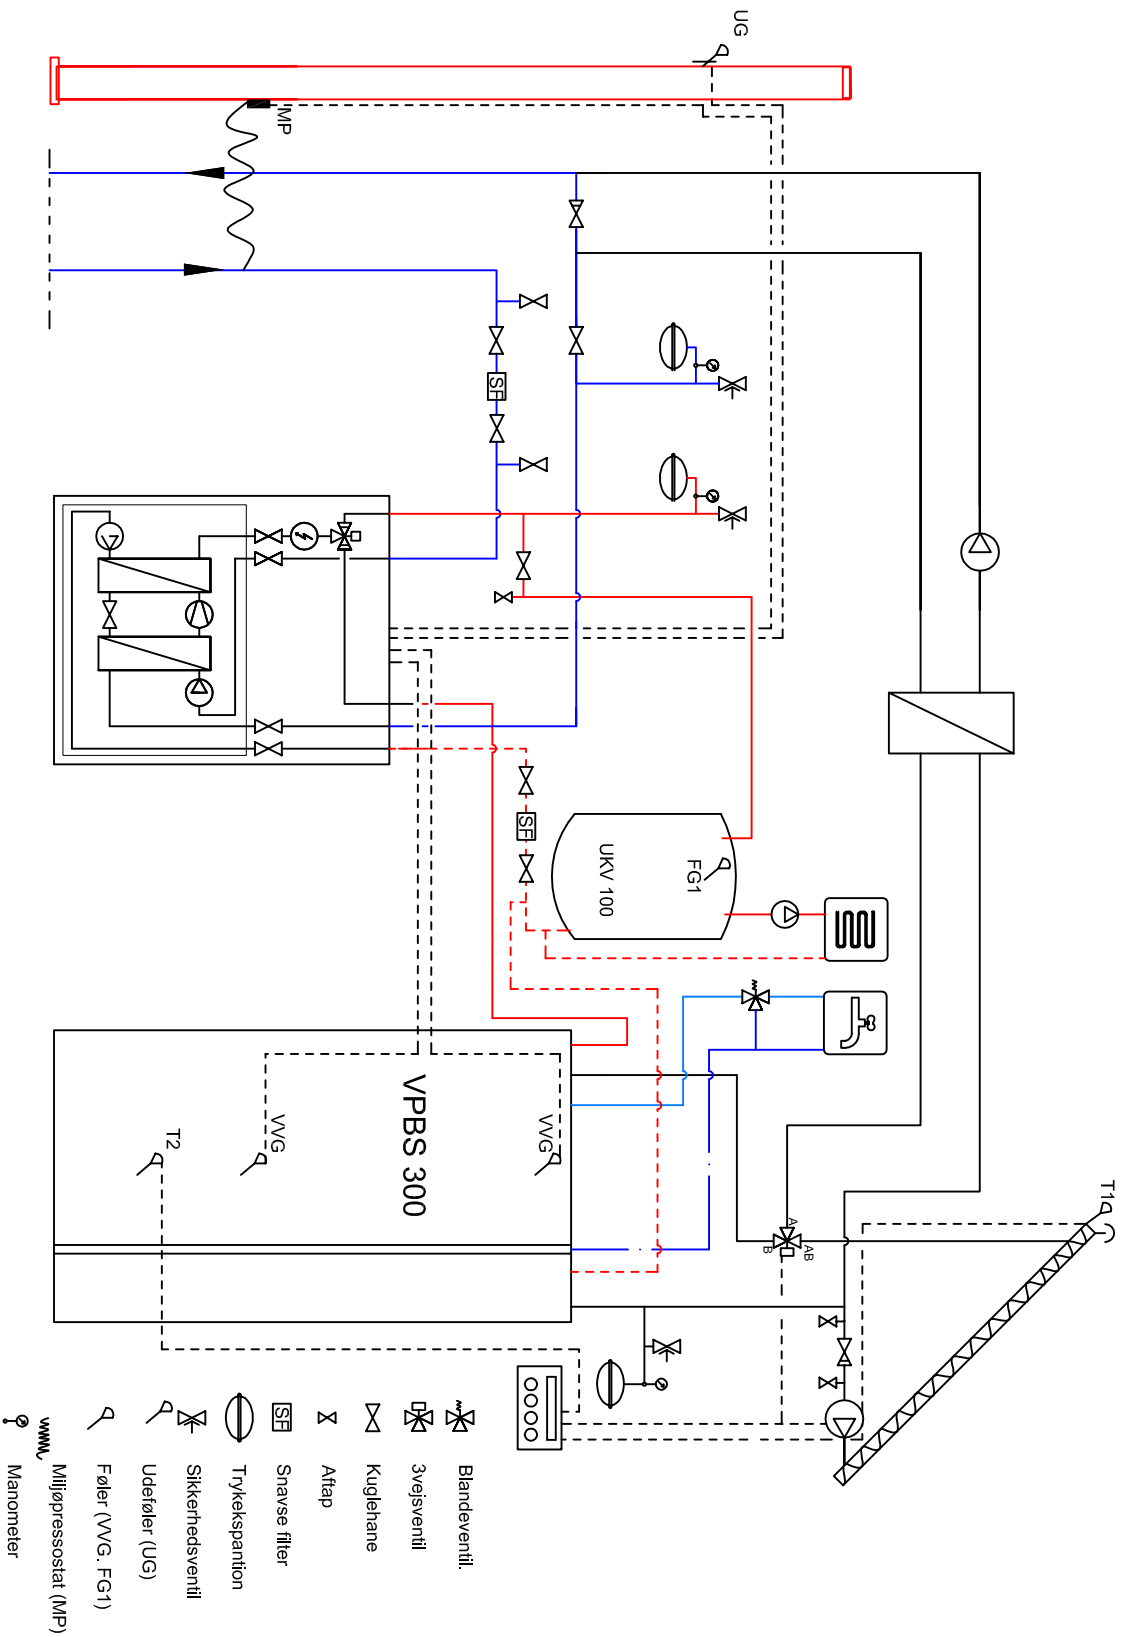 UG
MP
SF
SF
UKV 100
FG1
VPBS 300
VVG
VVG
T2
T1
A
AB
B
Blandeventil.
3vejsventil
Kuglehane
Aftap
Snavse filter
SF
Trykekspantion
Sikkerhedsventil
Udeføler (UG)
Føler (VVG. FG1)
Miljøpressostat (MP)
Manometer